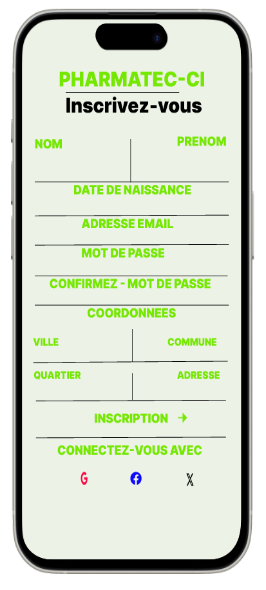 PHARMATEC-CI
Inscrivez-vous
NOM PRENOM
DATE DE NAISSANCE
ADRESSE EMAIL
MOT DE PASSE
CONFIRMEZ - MOT DE PASSE
COORDONNEES
VILLE COMMUNE
QUARTIER ADRESSE
INSCRIPTION
CONNECTEZ-VOUS AVEC